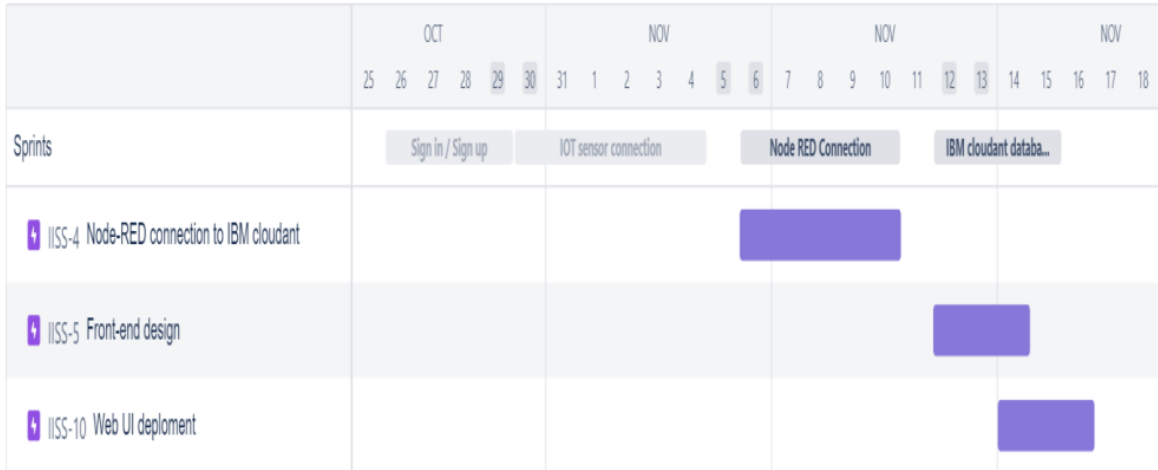 OCT NOV NOV NOV
25 26 27 28 29 30 31 1 2 3 4 5 6 7 8 9 10 11 12 13 14 15 16 17 18
Sprints Sign in / Sign up IOT sensor connection Node RED Connection IBM cloudant databa...
IISS-4 Node-RED connection to IBM cloudant
IISS-5 Front-end design
IISS-10 Web UI deploment